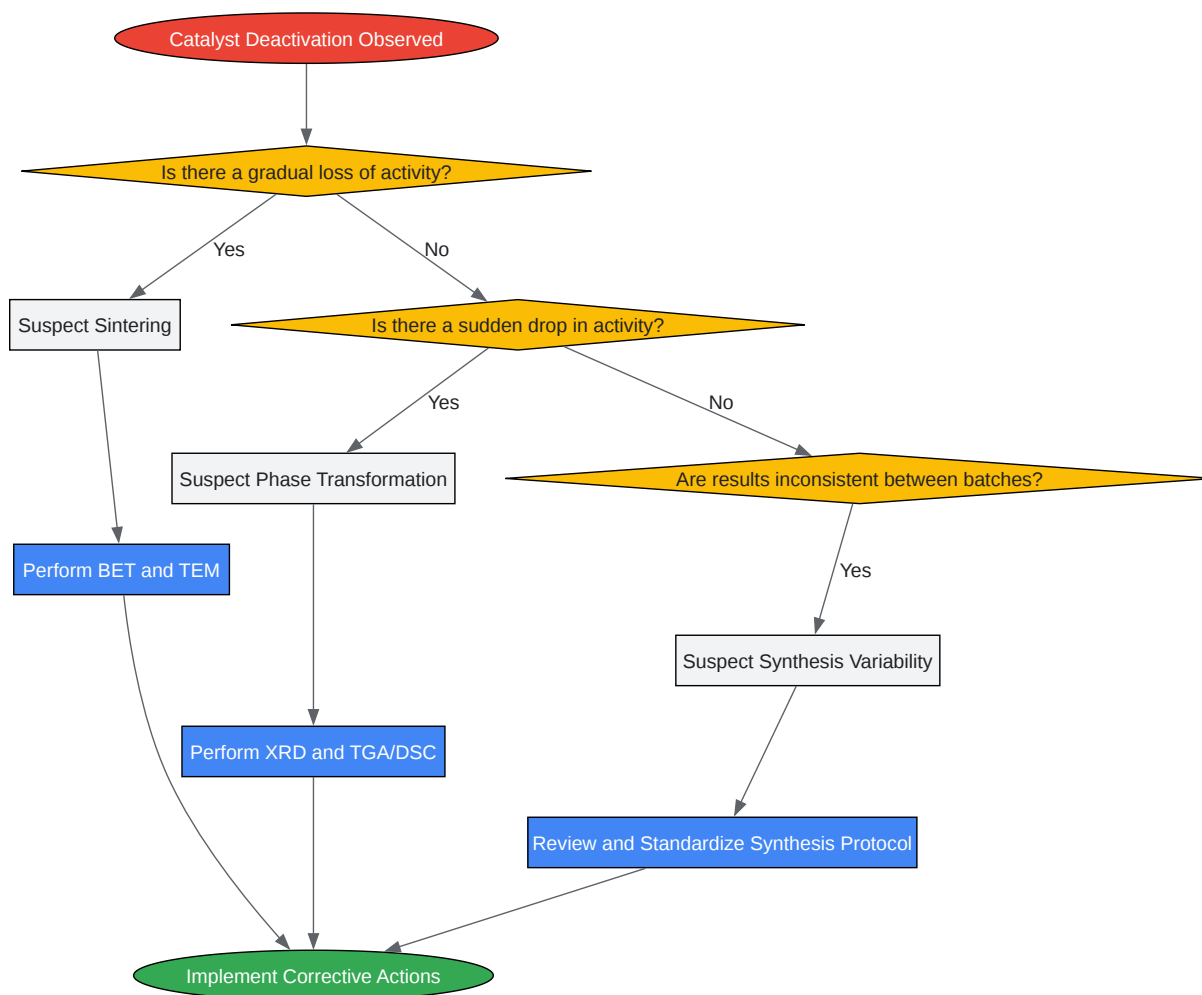 Catalyst Deactivation Observed
Is there a gradual loss of activity?
Yes
No
Suspect Sintering
Is there a sudden drop in activity?
Yes
No
Suspect Phase Transformation
Are results inconsistent between batches?
Perform BET and TEM
Yes
Suspect Synthesis Variability
Perform XRD and TGA/DSC
Review and Standardize Synthesis Protocol
Implement Corrective Actions